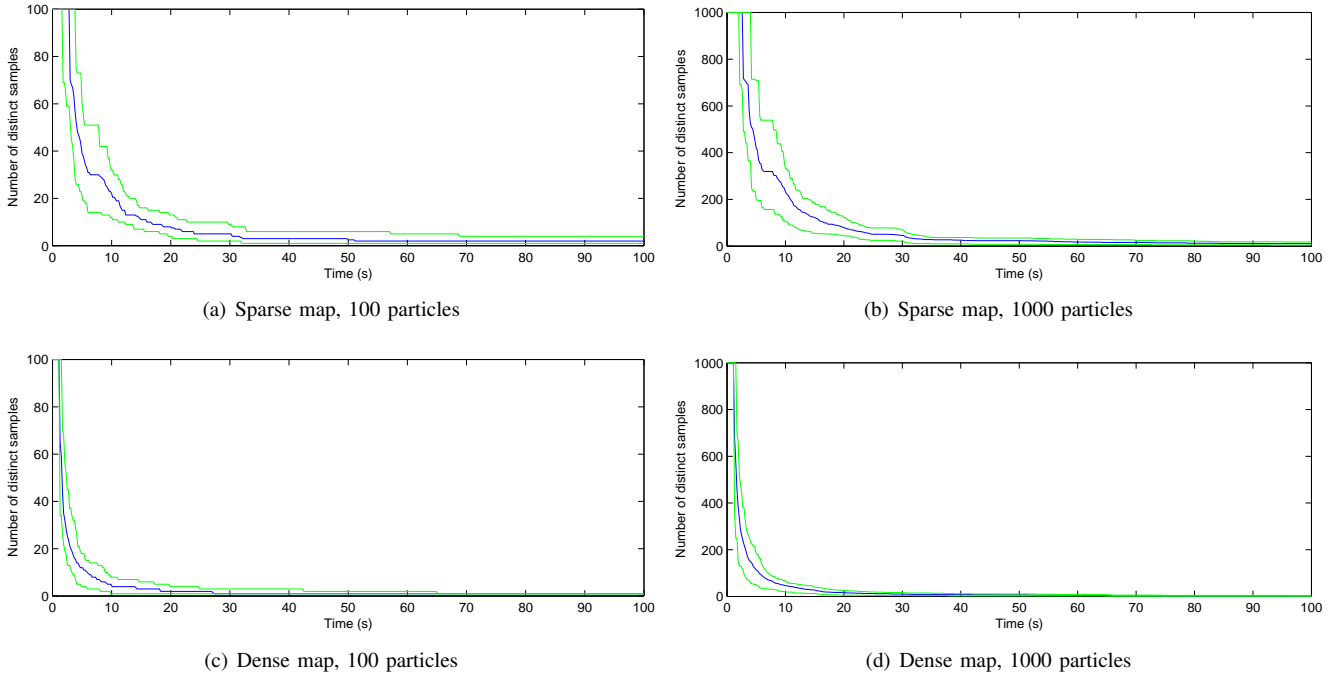 100
80
60
40
20
0
Number of distinct samples
0 10 20 30 40 50 60 70 80 90 100
Time (s)
(a) Sparse map, 100 particles
1000
800
600
400
200
0
Number of distinct samples
0 10 20 30 40 50 60 70 80 90 100
Time (s)
(b) Sparse map, 1000 particles
100
80
60
40
20
0
Number of distinct samples
0 10 20 30 40 50 60 70 80 90 100
Time (s)
(c) Dense map, 100 particles
1000
800
600
400
200
0
Number of distinct samples
0 10 20 30 40 50 60 70 80 90 100
Time (s)
(d) Dense map, 1000 particles